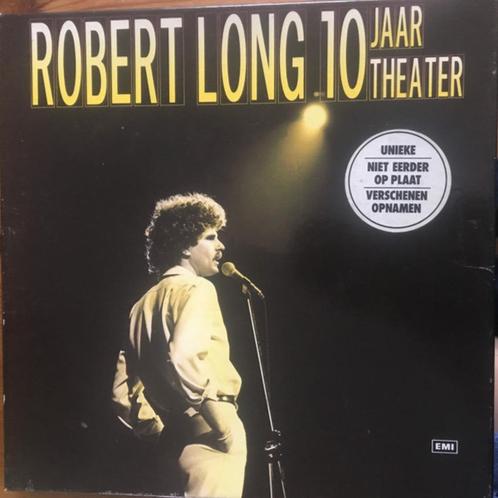 ROBERT LONG 10 JAAR
THEATER
UNIEKE
NIET EERDER
OP PLAAT
VERSCHENEN
OPNAMEN
EMI